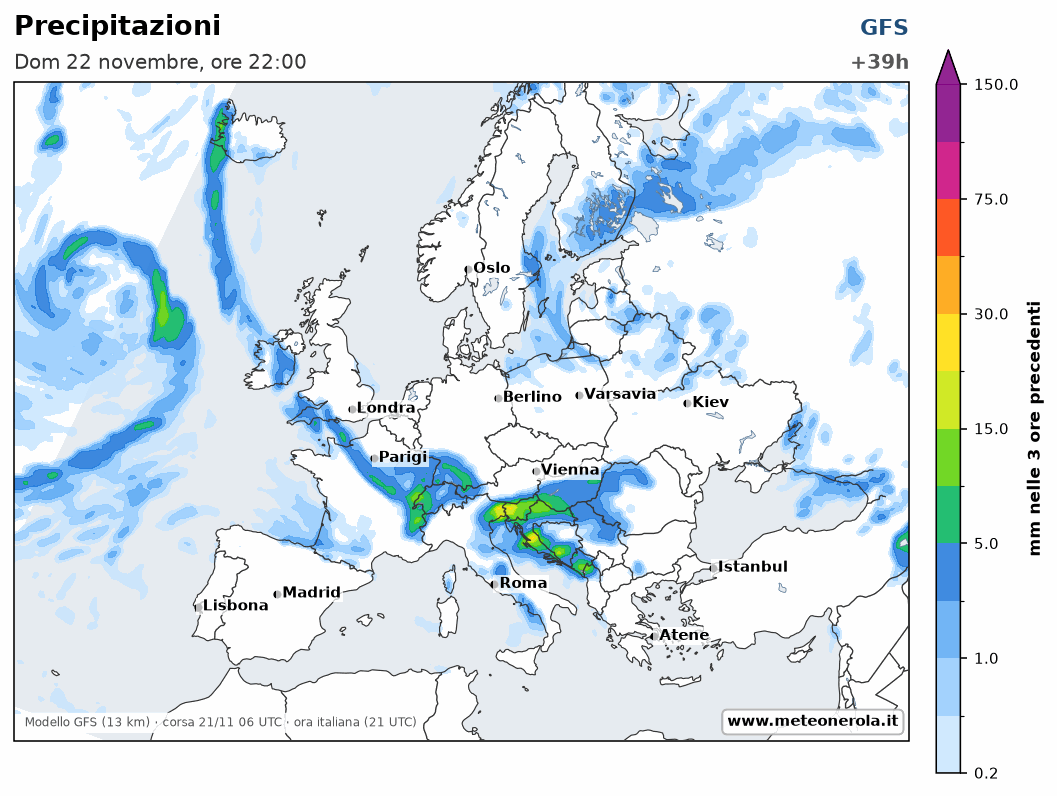 Precipitazioni
GFS
Dom 22 novembre, ore 22:00
+39h
150.0
75.0
30.0
15.0
5.0
1.0
0.2
mm nelle 3 ore precedenti
Oslo
Berlino
Varsavia
Kiev
Londra
Parigi
Vienna
Istanbul
Roma
Madrid
Lisbona
Atene
Modello GFS (13 km) · corsa 21/11 06 UTC · ora italiana (21 UTC)
www.meteonerola.it